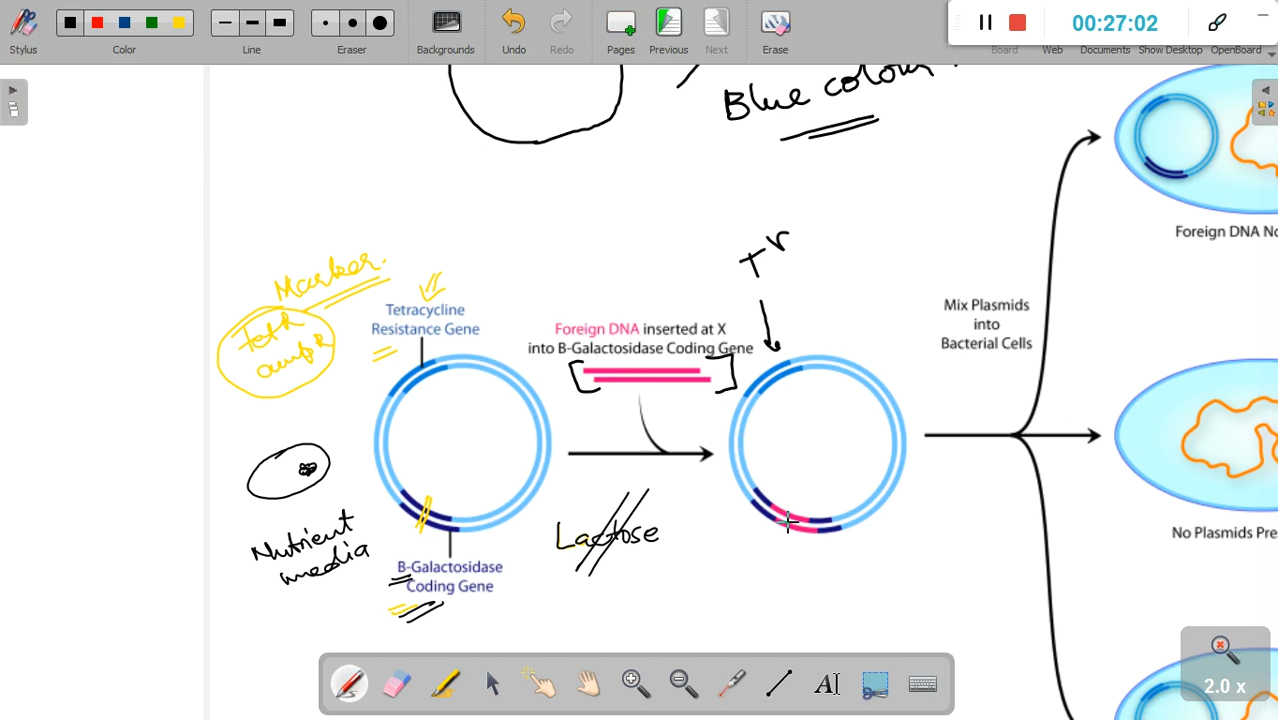 Stylus
Color
Line
Eraser
Backgrounds
Undo
Redo
Pages
Previous
Next
Erase
00:27:02
Board
Web
Documents
Show Desktop
OpenBoard
Blue colour
Tr
Marker.
TetR
ampR
Tetracycline
Resistance Gene
Foreign DNA inserted at X
into B-Galactosidase Coding Gene
Mix Plasmids
into
Bacterial Cells
Foreign DNA No
Nutrient
media
Lactose
B-Galactosidase
Coding Gene
No Plasmids Pre
2.0 x